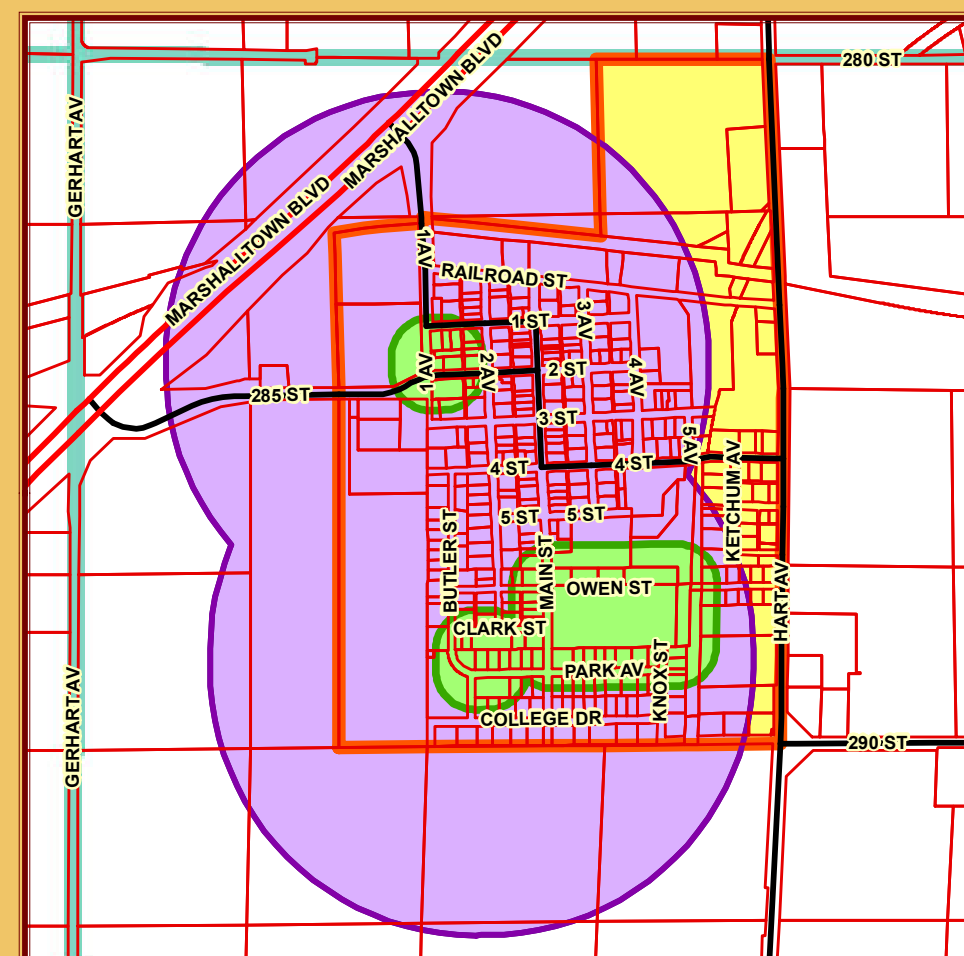 280 ST
MARSHALLTOWN BLVD
GERHART AV
MARSHALLTOWN BLVD
1 AV
RAILROAD ST
1 ST
3 AV
1 AV
2 AV
2 ST
4 AV
285 ST
3 ST
5 AV
4 ST
4 ST
KETCHUM AV
5 ST
5 ST
BUTLER ST
MAIN ST
OWEN ST
HART AV
CLARK ST
PARK AV
KNOX ST
GERHART AV
COLLEGE DR
290 ST